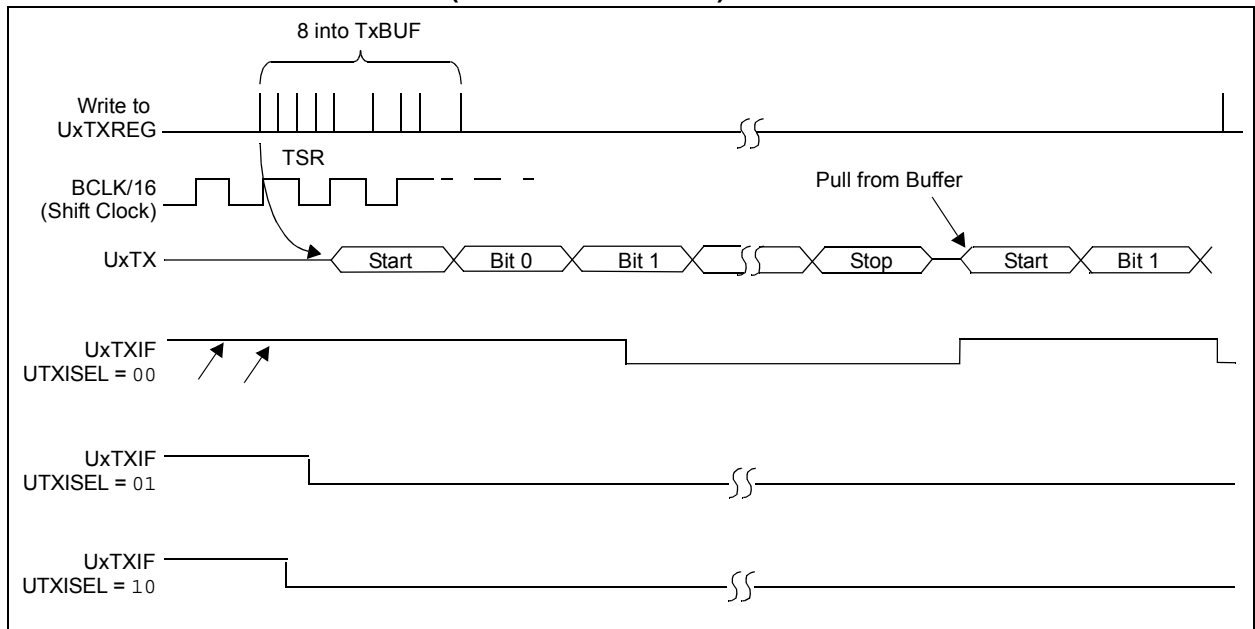 8 into TxBUF
Write to
UxTXREG
TSR
BCLK/16
(Shift Clock)
Pull from Buffer
UxTX
Start
Bit 0
Bit 1
Stop
Start
Bit 1
UxTXIF
UTXISEL = 00
UxTXIF
UTXISEL = 01
UxTXIF
UTXISEL = 10